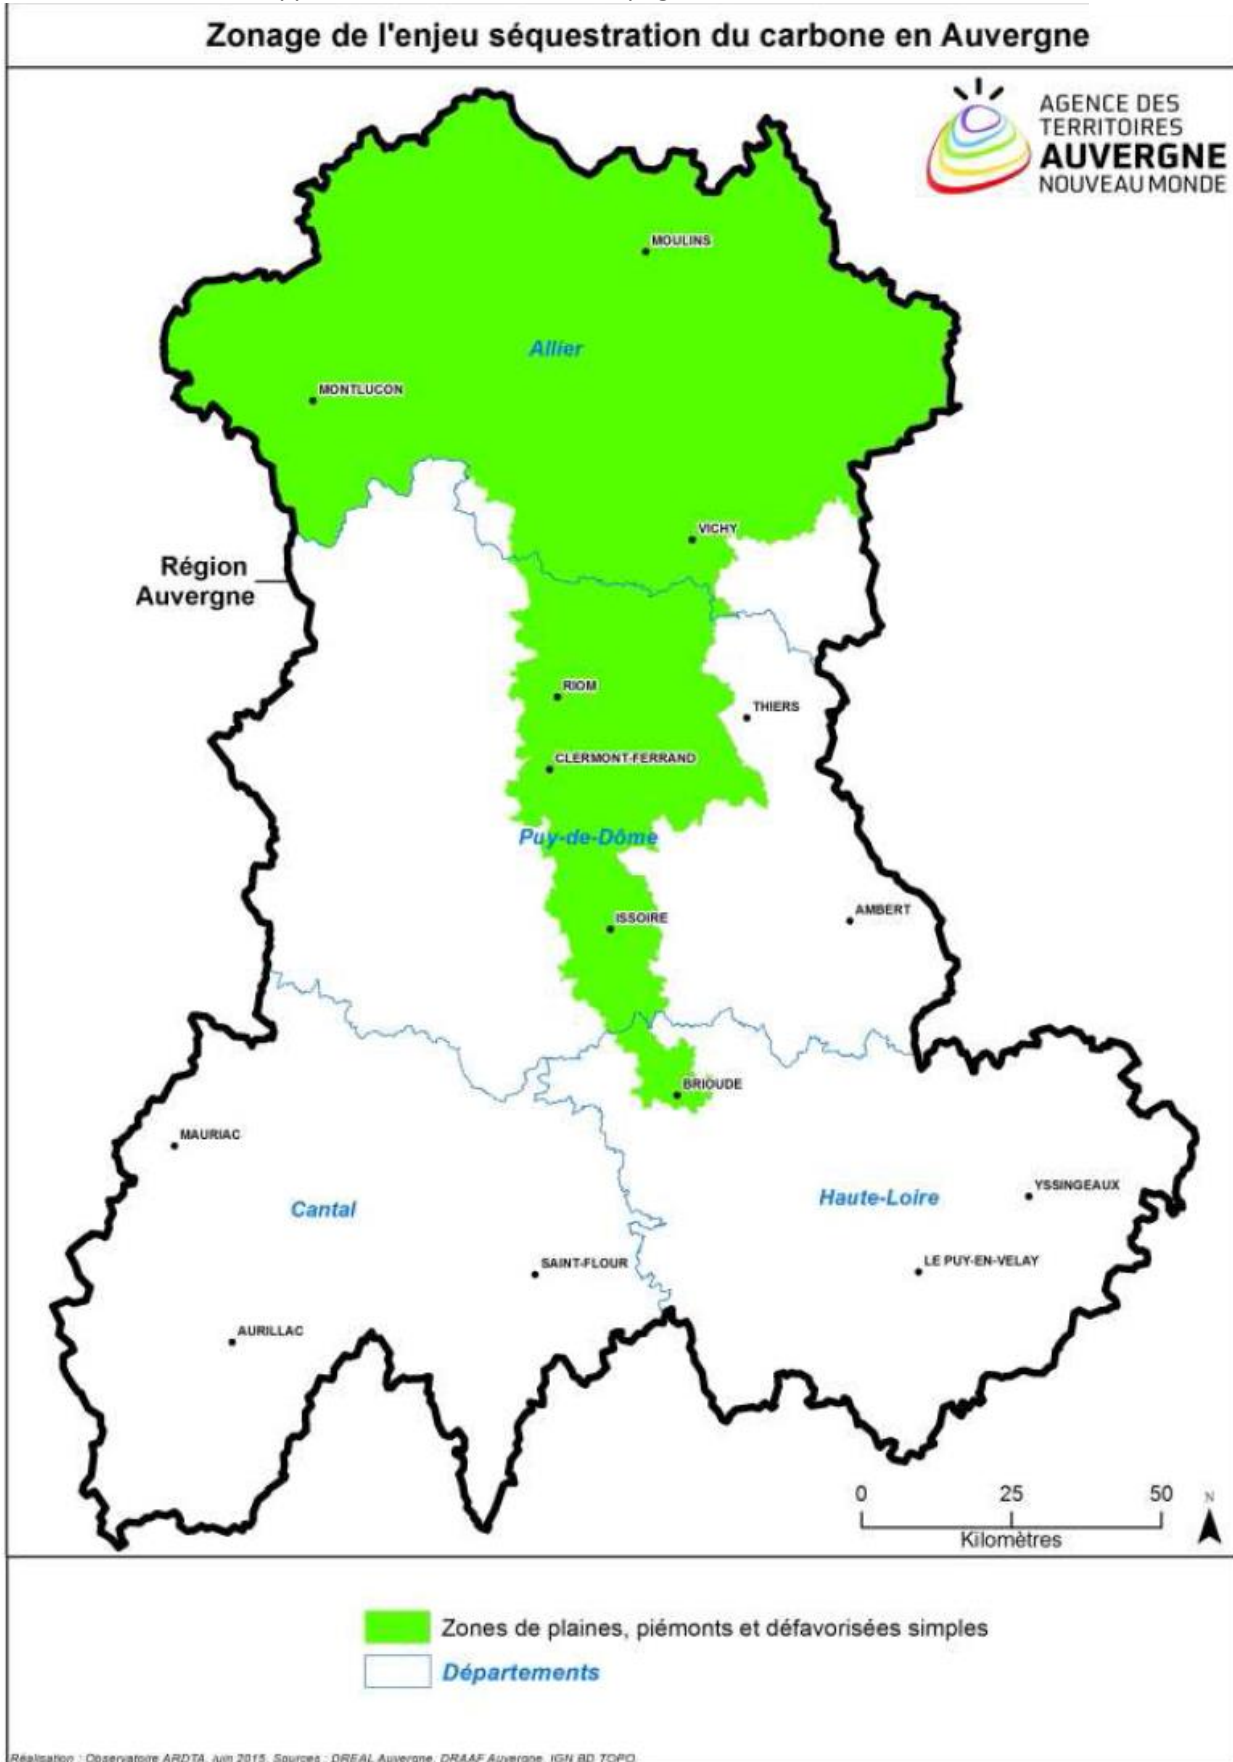 Zonage de l'enjeu séquestration du carbone en Auvergne
AGENCE DES
TERRITOIRES
AUVERGNE
NOUVEAU MONDE
MOULINS
Allier
MONTLUCON
VICHY
Région
Auvergne
RIOM
THIERS
CLERMONT-FERRAND
Puy-de-Dôme
ISSOIRE
AMBERT
BRIOUDE
MAURIAC
Cantal
Haute-Loire
YSSINGEAUX
SAINT-FLOUR
LE PUY-EN-VELAY
AURILLAC
0 25 50
N
Kilomètres
Zones de plaines, piémonts et défavorisées simples
Départements
Réalisation : Observatoire ARDTA, juin 2015. Sources : DREAL Auvergne, DRAAF Auvergne, IGN BD TOPO.